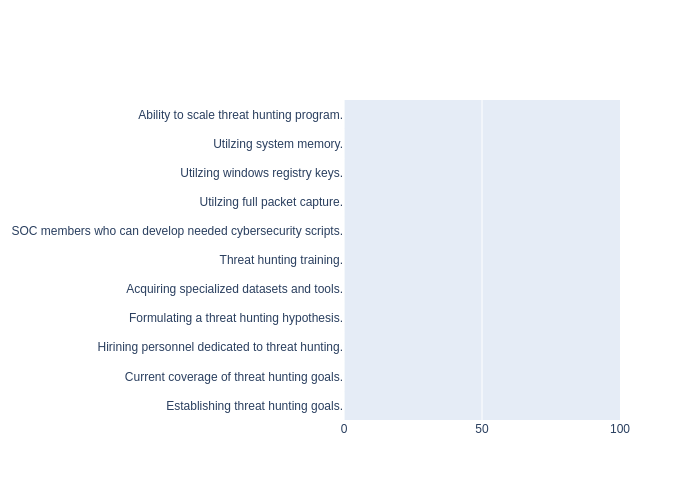 Ability to scale threat hunting program.
Utilzing system memory.
Utilzing windows registry keys.
Utilzing full packet capture.
SOC members who can develop needed cybersecurity scripts.
Threat hunting training.
Acquiring specialized datasets and tools.
Formulating a threat hunting hypothesis.
Hirining personnel dedicated to threat hunting.
Current coverage of threat hunting goals.
Establishing threat hunting goals.
0 50 100